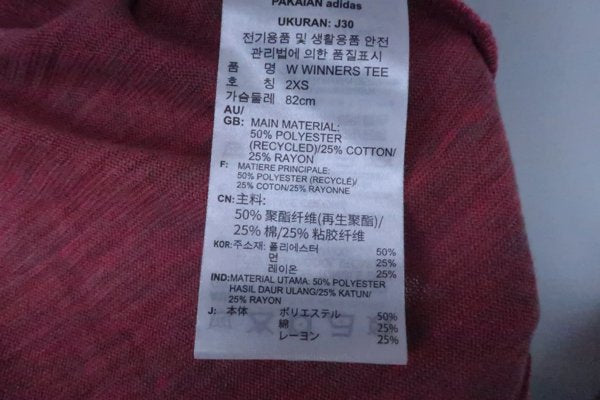 PAKAIAN adidas
UKURAN: J30
전기용품 및 생활용품 안전
관리법에 의한 품질표시
품 명 W WINNERS TEE
호 칭 2XS
가슴둘레 82cm
AU/
GB: MAIN MATERIAL:
50% POLYESTER
(RECYCLED)/25% COTTON/
25% RAYON
F: MATIERE PRINCIPALE:
50% POLYESTER (RECYCLÉ)/
25% COTON/25% RAYONNE
CN: 主料:
50% 聚酯纤维(再生聚酯)/
25% 棉/25% 粘胶纤维
KOR: 주소재: 폴리에스터 50%
면 25%
레이온 25%
IND: MATERIAL UTAMA: 50% POLYESTER
HASIL DAUR ULANG/25% KATUN/
25% RAYON
J: 本体 ポリエステル 50%
綿 25%
レーヨン 25%